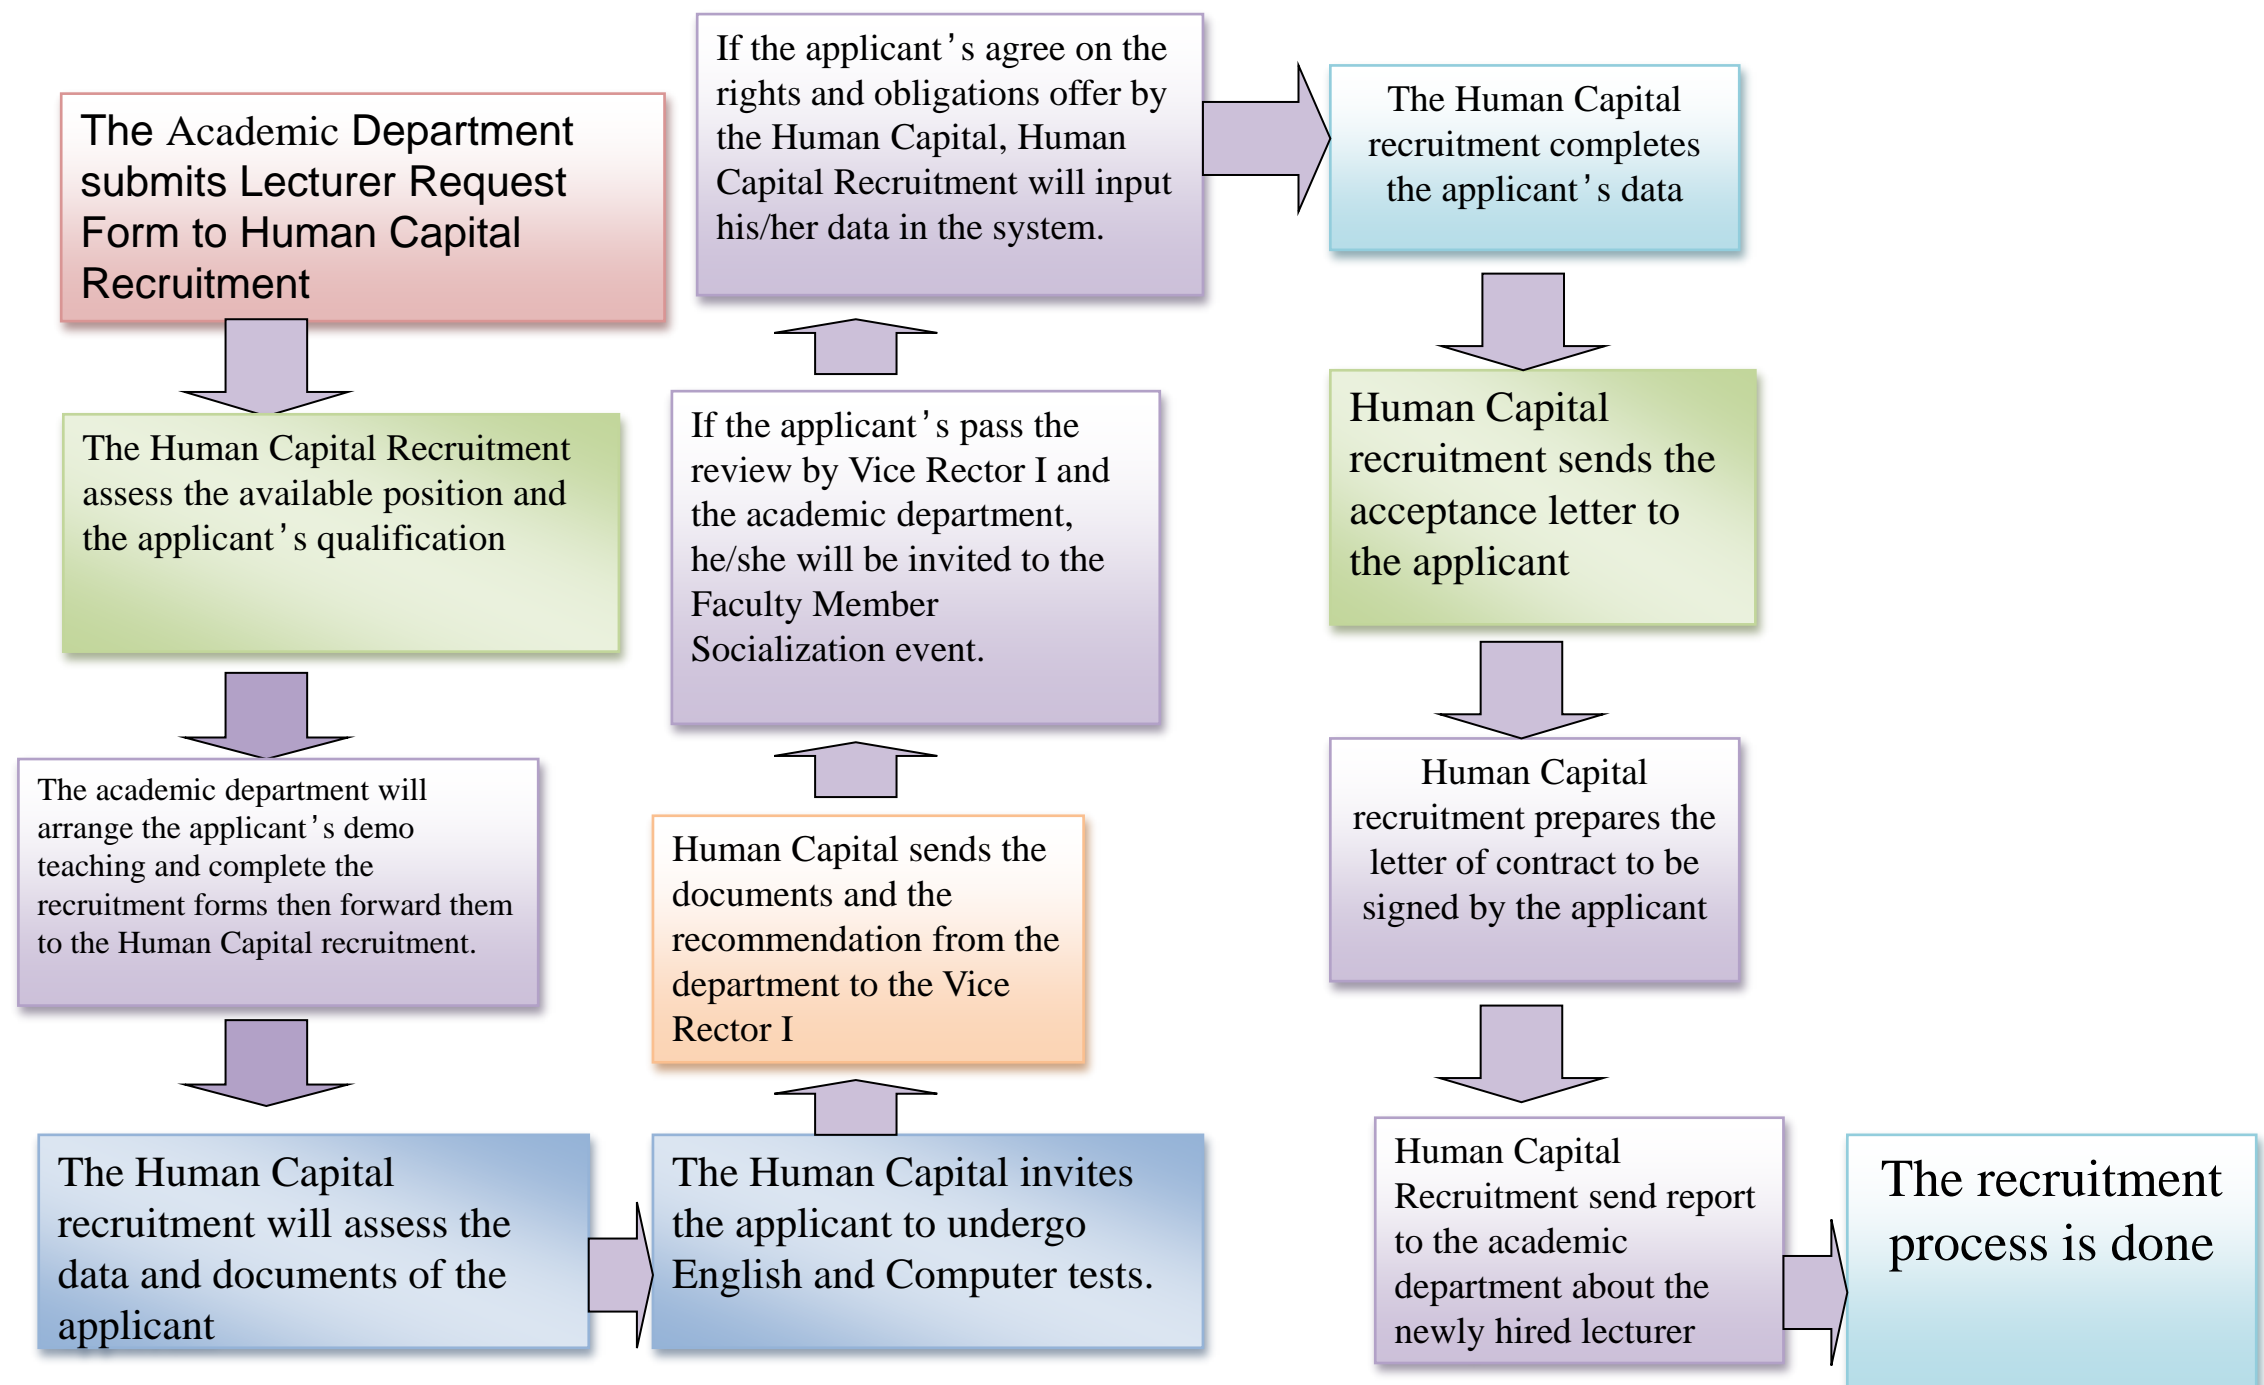 The Academic Department
submits Lecturer Request
Form to Human Capital
Recruitment
The Human Capital Recruitment
assess the available position and
the applicant’s qualification
The academic department will
arrange the applicant’s demo
teaching and complete the
recruitment forms then forward them
to the Human Capital recruitment.
The Human Capital
recruitment will assess the
data and documents of the
applicant
The Human Capital invites
the applicant to undergo
English and Computer tests.
Human Capital sends the
documents and the
recommendation from the
department to the Vice
Rector I
If the applicant’s pass the
review by Vice Rector I and
the academic department,
he/she will be invited to the
Faculty Member
Socialization event.
If the applicant’s agree on the
rights and obligations offer by
the Human Capital, Human
Capital Recruitment will input
his/her data in the system.
The Human Capital
recruitment completes
the applicant’s data
Human Capital
recruitment sends the
acceptance letter to
the applicant
Human Capital
recruitment prepares the
letter of contract to be
signed by the applicant
Human Capital
Recruitment send report
to the academic
department about the
newly hired lecturer
The recruitment
process is done